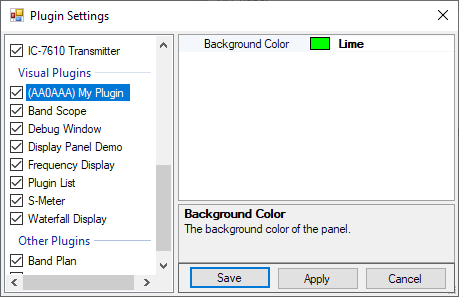 Plugin Settings
IC-7610 Transmitter
Visual Plugins
(AA0AAA) My Plugin
Band Scope
Debug Window
Display Panel Demo
Frequency Display
Plugin List
S-Meter
Waterfall Display
Other Plugins
Band Plan
Background Color Lime
Background Color
The background color of the panel.
Save Apply Cancel